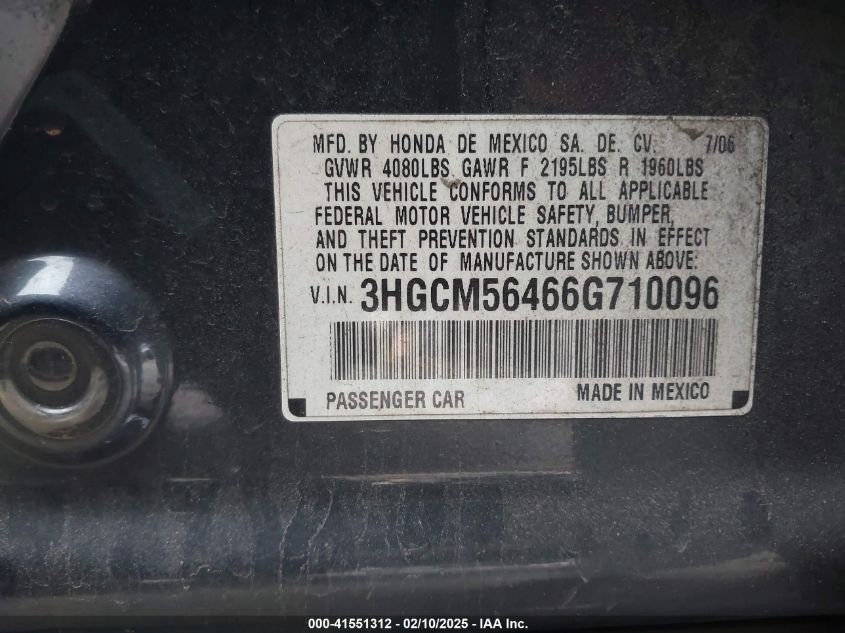 MFD. BY HONDA DE MEXICO SA. DE. CV. 7/06
GVWR 4080LBS GAWR F 2195LBS R 1960LBS
THIS VEHICLE CONFORMS TO ALL APPLICABLE
FEDERAL MOTOR VEHICLE SAFETY, BUMPER,
AND THEFT PREVENTION STANDARDS IN EFFECT
ON THE DATE OF MANUFACTURE SHOWN ABOVE:
V.I.N. 3HGCM56466G710096
PASSENGER CAR MADE IN MEXICO
000-41551312 - 02/10/2025 - IAA Inc.